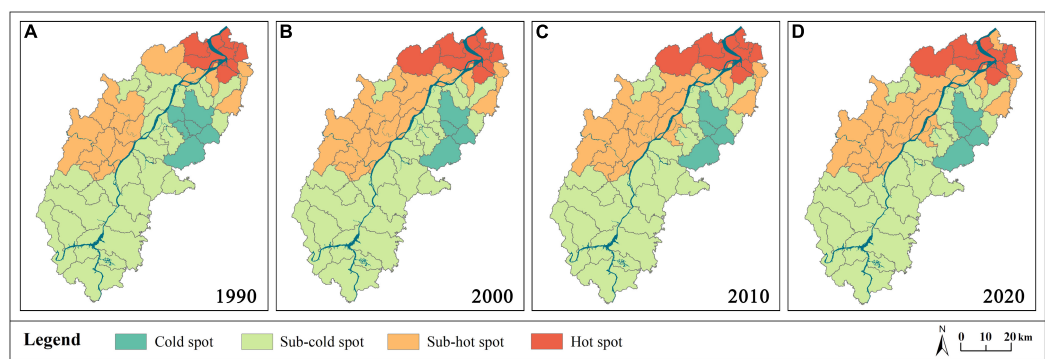 A
1990
B
2000
C
2010
D
2020
Legend
Cold spot
Sub-cold spot
Sub-hot spot
Hot spot
N
0 10 20 km